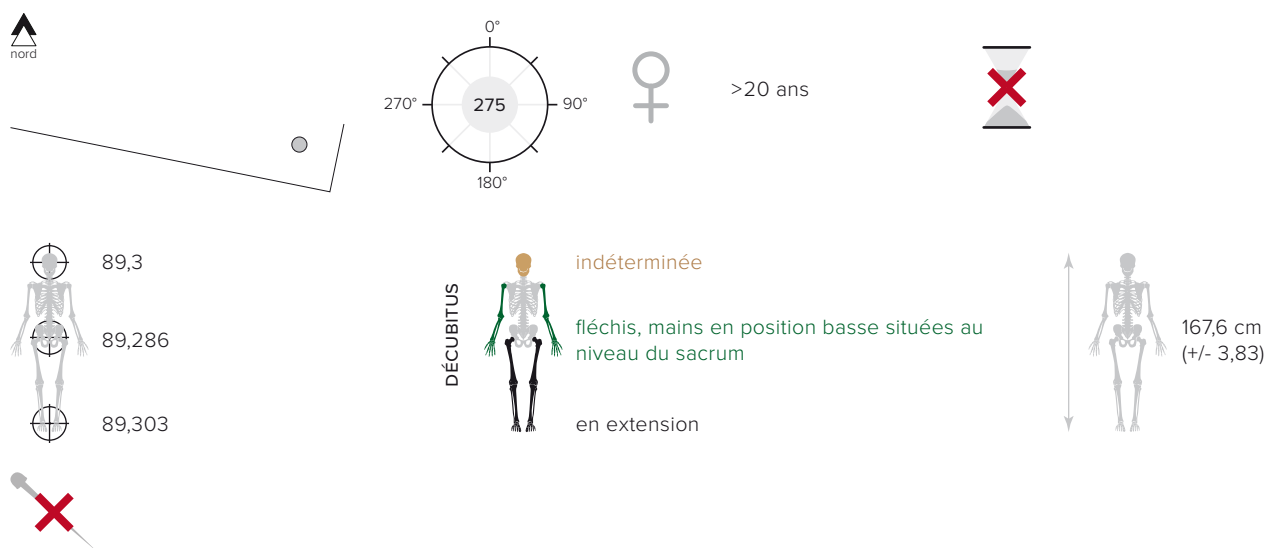 nord
0°
270°
275
90°
180°
>20 ans
89,3
89,286
89,303
DÉCUBITUS
indéterminée
fléchis, mains en position basse situées au
niveau du sacrum
en extension
167,6 cm
(+/- 3,83)